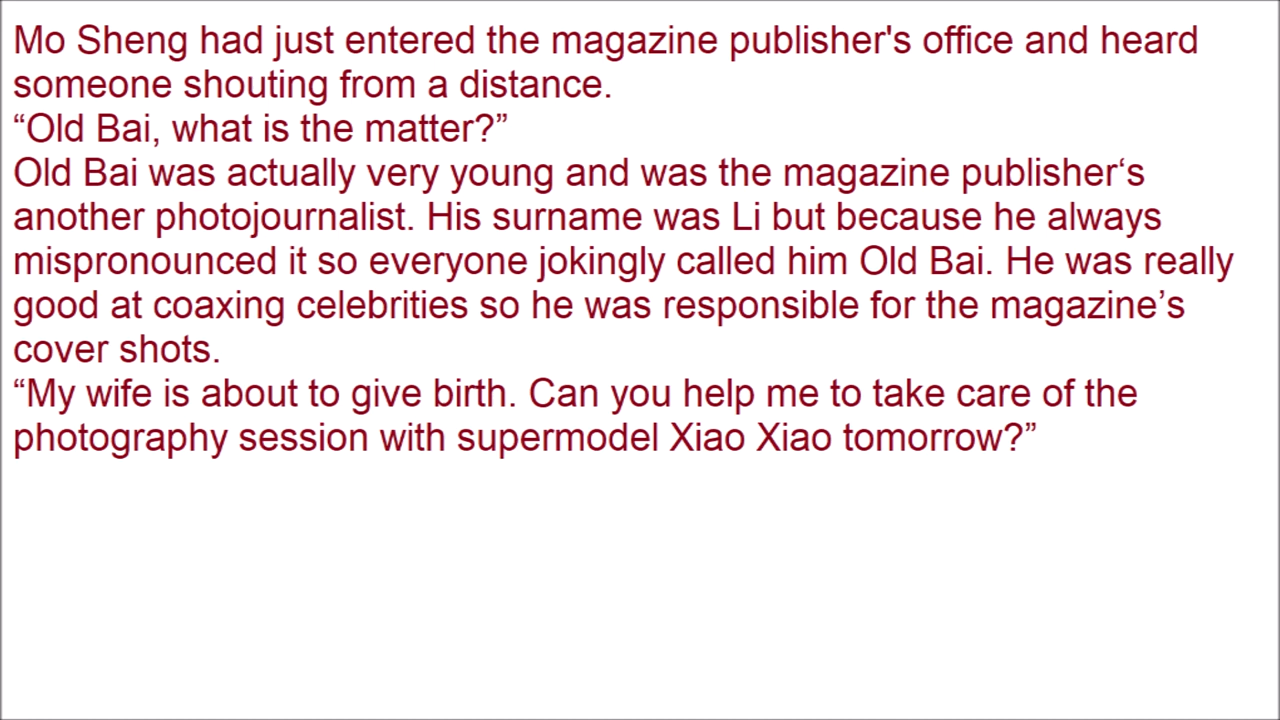 Mo Sheng had just entered the magazine publisher's office and heard
someone shouting from a distance.
“Old Bai, what is the matter?”
Old Bai was actually very young and was the magazine publisher‘s
another photojournalist. His surname was Li but because he always
mispronounced it so everyone jokingly called him Old Bai. He was really
good at coaxing celebrities so he was responsible for the magazine’s
cover shots.
“My wife is about to give birth. Can you help me to take care of the
photography session with supermodel Xiao Xiao tomorrow?”